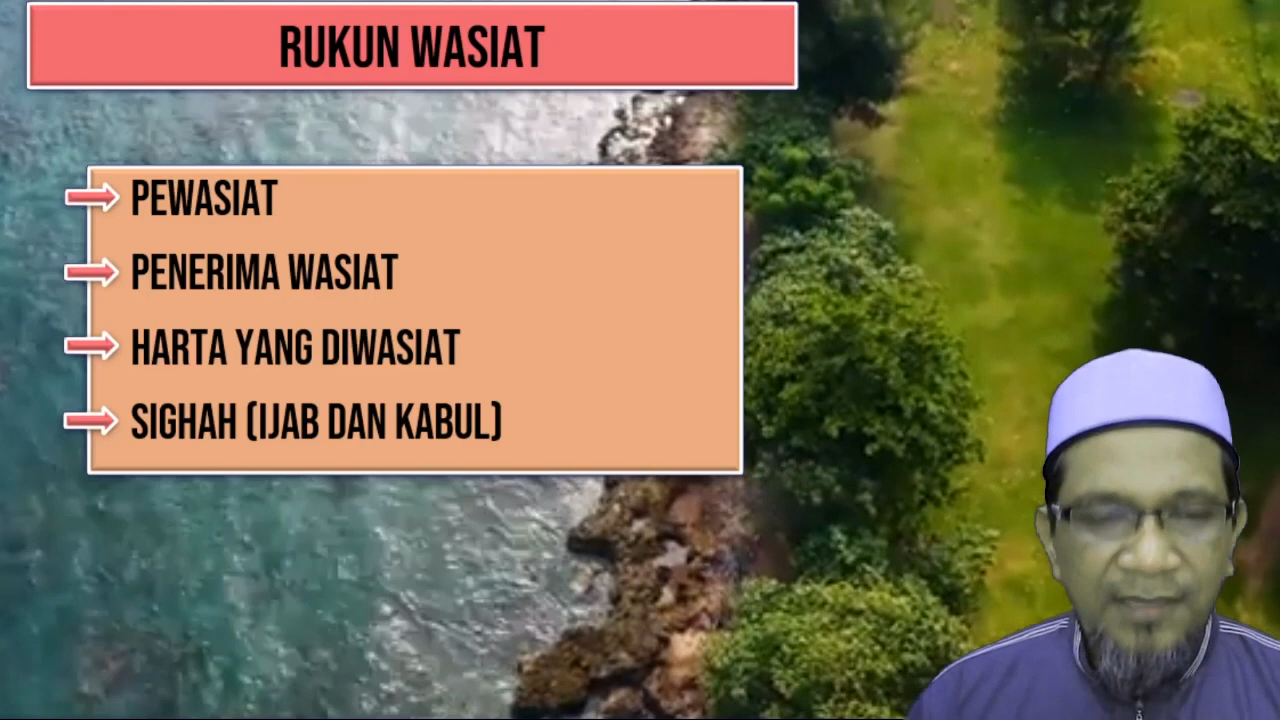 RUKUN WASIAT
PEWASIAT
PENERIMA WASIAT
HARTA YANG DIWASIAT
SIGHAH (IJAB DAN KABUL)